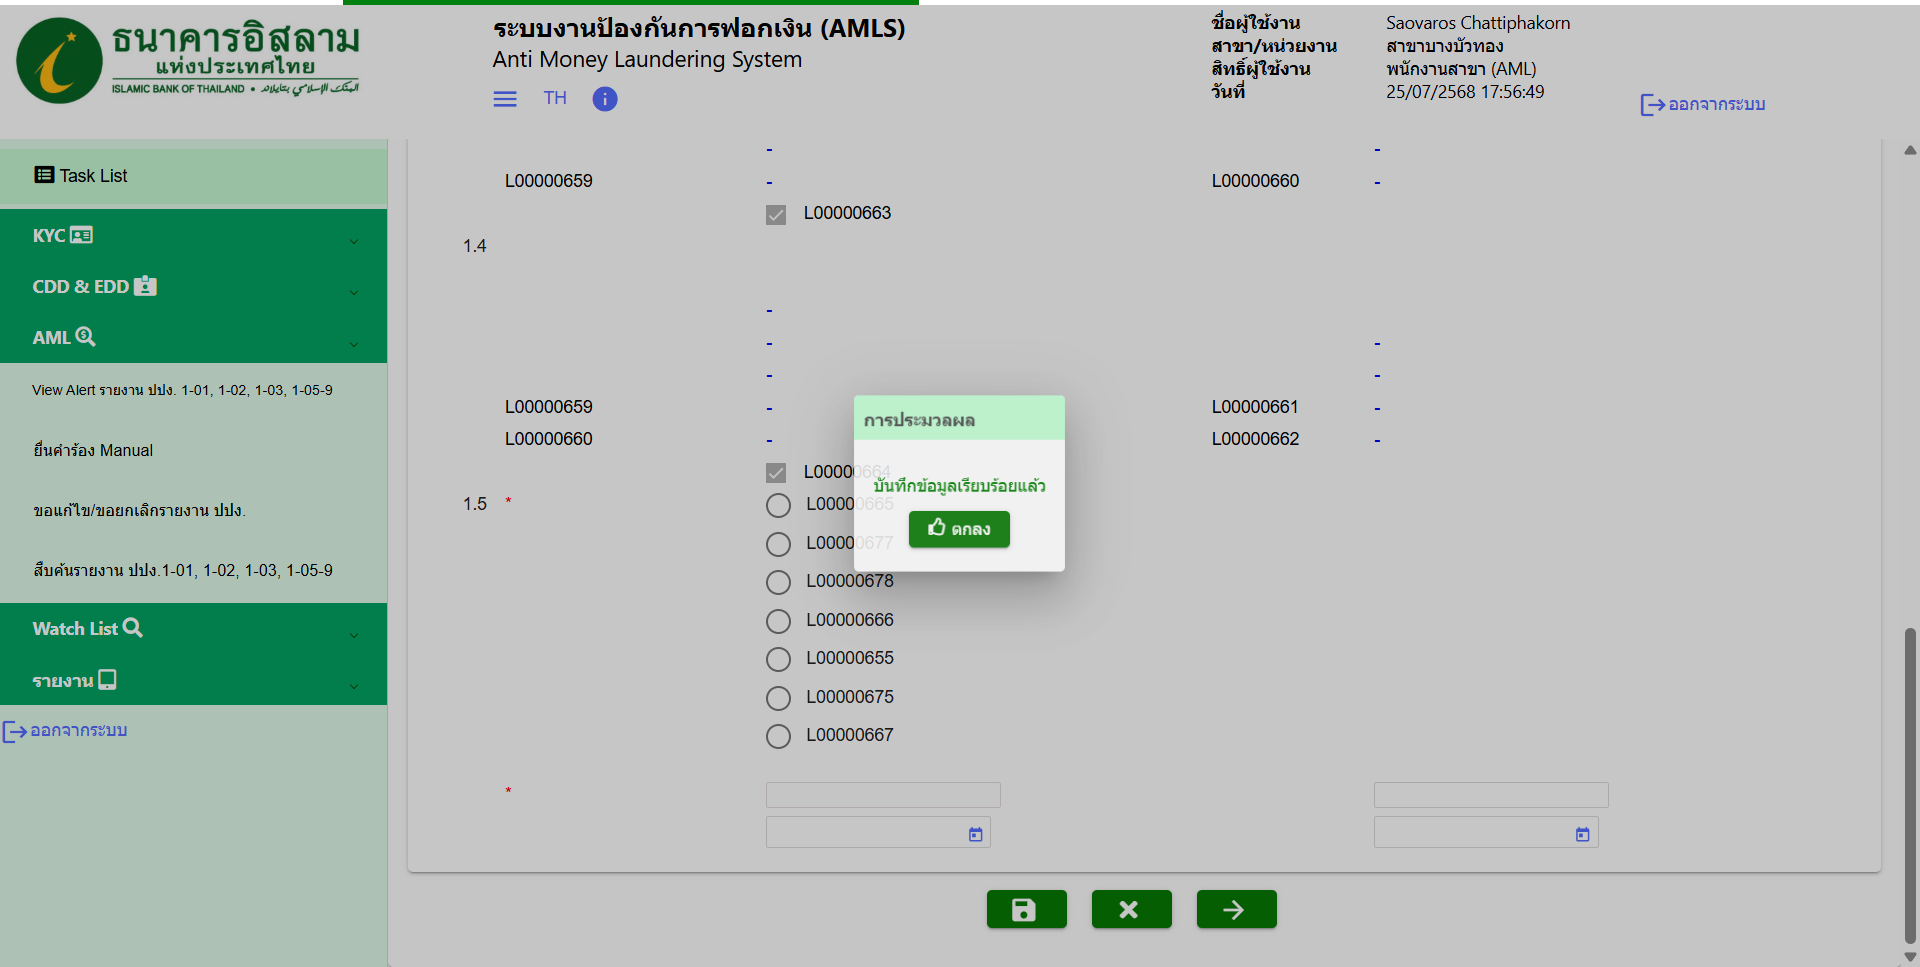 ธนาคารอิสลาม
แห่งประเทศไทย
ISLAMIC BANK OF THAILAND •
ระบบงานป้องกันการฟอกเงิน (AMLS)
Anti Money Laundering System
TH
ชื่อผู้ใช้งาน Saovaros Chattiphakorn
สาขา/หน่วยงาน สาขาบางบัวทอง
สิทธิ์ผู้ใช้งาน พนักงานสาขา (AML)
วันที่ 25/07/2568 17:56:49
ออกจากระบบ
Task List
KYC
CDD & EDD
AML
View Alert รายงาน ปปง. 1-01, 1-02, 1-03, 1-05-9
ยื่นคำร้อง Manual
ขอแก้ไข/ขอยกเลิกรายงาน ปปง.
สืบค้นรายงาน ปปง.1-01, 1-02, 1-03, 1-05-9
Watch List
รายงาน
ออกจากระบบ
- -
L00000659 - L00000660 -
L00000663
1.4
-
- -
- -
L00000659 - L00000661 -
L00000660 - L00000662 -
L00000664
1.5 * L00000665
L00000677
L00000678
L00000666
L00000655
L00000675
L00000667
*
การประมวลผล
บันทึกข้อมูลเรียบร้อยแล้ว
ตกลง